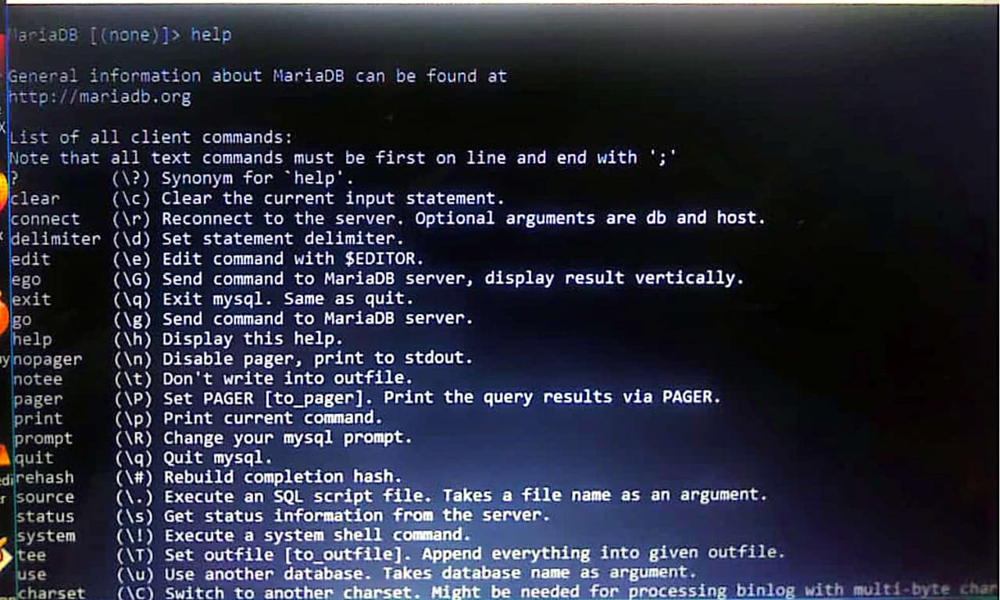 MariaDB [(none)]> help
General information about MariaDB can be found at
http://mariadb.org
List of all client commands:
Note that all text commands must be first on line and end with ';'
? (\?) Synonym for `help'.
clear (\c) Clear the current input statement.
connect (\r) Reconnect to the server. Optional arguments are db and host.
delimiter (\d) Set statement delimiter.
edit (\e) Edit command with $EDITOR.
ego (\G) Send command to MariaDB server, display result vertically.
exit (\q) Exit mysql. Same as quit.
go (\g) Send command to MariaDB server.
help (\h) Display this help.
nopager (\n) Disable pager, print to stdout.
notee (\t) Don't write into outfile.
pager (\P) Set PAGER [to_pager]. Print the query results via PAGER.
print (\p) Print current command.
prompt (\R) Change your mysql prompt.
quit (\q) Quit mysql.
rehash (\#) Rebuild completion hash.
source (\.) Execute an SQL script file. Takes a file name as an argument.
status (\s) Get status information from the server.
system (\!) Execute a system shell command.
tee (\T) Set outfile [to_outfile]. Append everything into given outfile.
use (\u) Use another database. Takes database name as argument.
charset (\C) Switch to another charset. Might be needed for processing binlog with multi-byte char